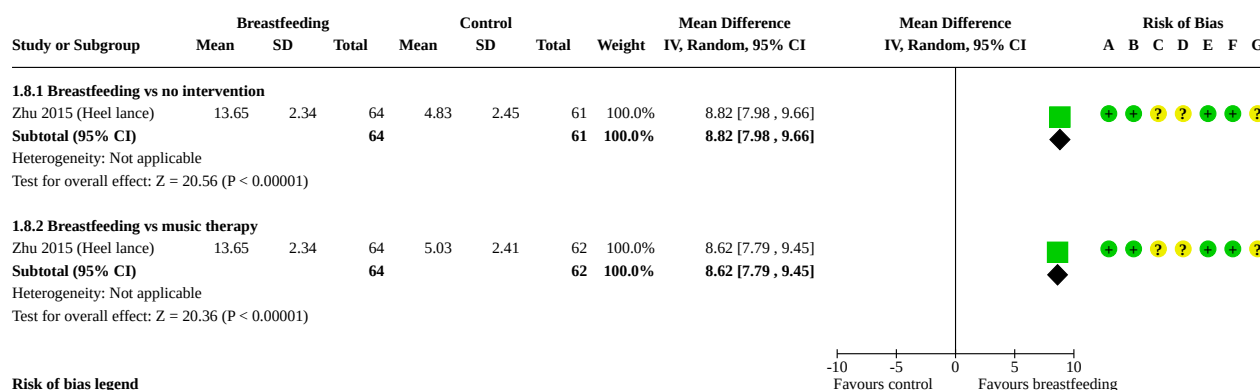 Breastfeeding Control Mean Difference Mean Difference Risk of Bias
Study or Subgroup Mean SD Total Mean SD Total Weight IV, Random, 95% CI IV, Random, 95% CI A B C D E F G
1.8.1 Breastfeeding vs no intervention
Zhu 2015 (Heel lance) 13.65 2.34 64 4.83 2.45 61 100.0% 8.82 [7.98 , 9.66] + + ? ? + + ?
Subtotal (95% CI) 64 61 100.0% 8.82 [7.98 , 9.66]
Heterogeneity: Not applicable
Test for overall effect: Z = 20.56 (P < 0.00001)
1.8.2 Breastfeeding vs music therapy
Zhu 2015 (Heel lance) 13.65 2.34 64 5.03 2.41 62 100.0% 8.62 [7.79 , 9.45] + + ? ? + + ?
Subtotal (95% CI) 64 62 100.0% 8.62 [7.79 , 9.45]
Heterogeneity: Not applicable
Test for overall effect: Z = 20.36 (P < 0.00001)
-10 -5 0 5 10
Risk of bias legend Favours control Favours breastfeeding